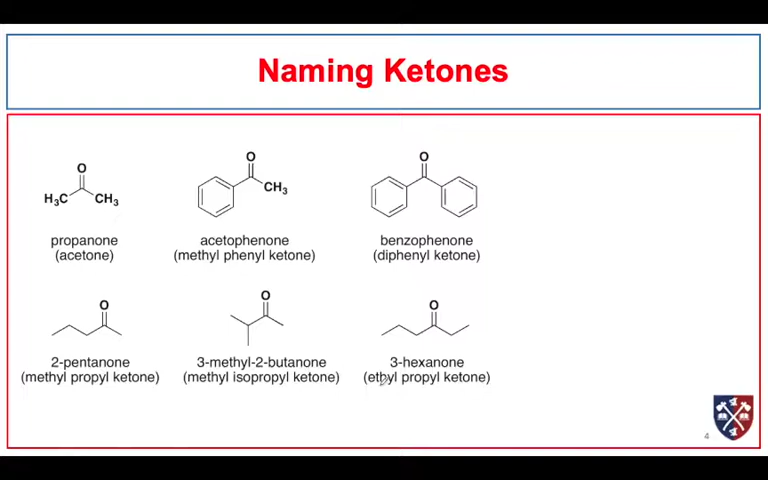 Naming Ketones
O
H₃C CH₃
propanone
(acetone)
O
CH₃
acetophenone
(methyl phenyl ketone)
O
benzophenone
(diphenyl ketone)
O
2-pentanone
(methyl propyl ketone)
O
3-methyl-2-butanone
(methyl isopropyl ketone)
O
3-hexanone
(ethyl propyl ketone)
4